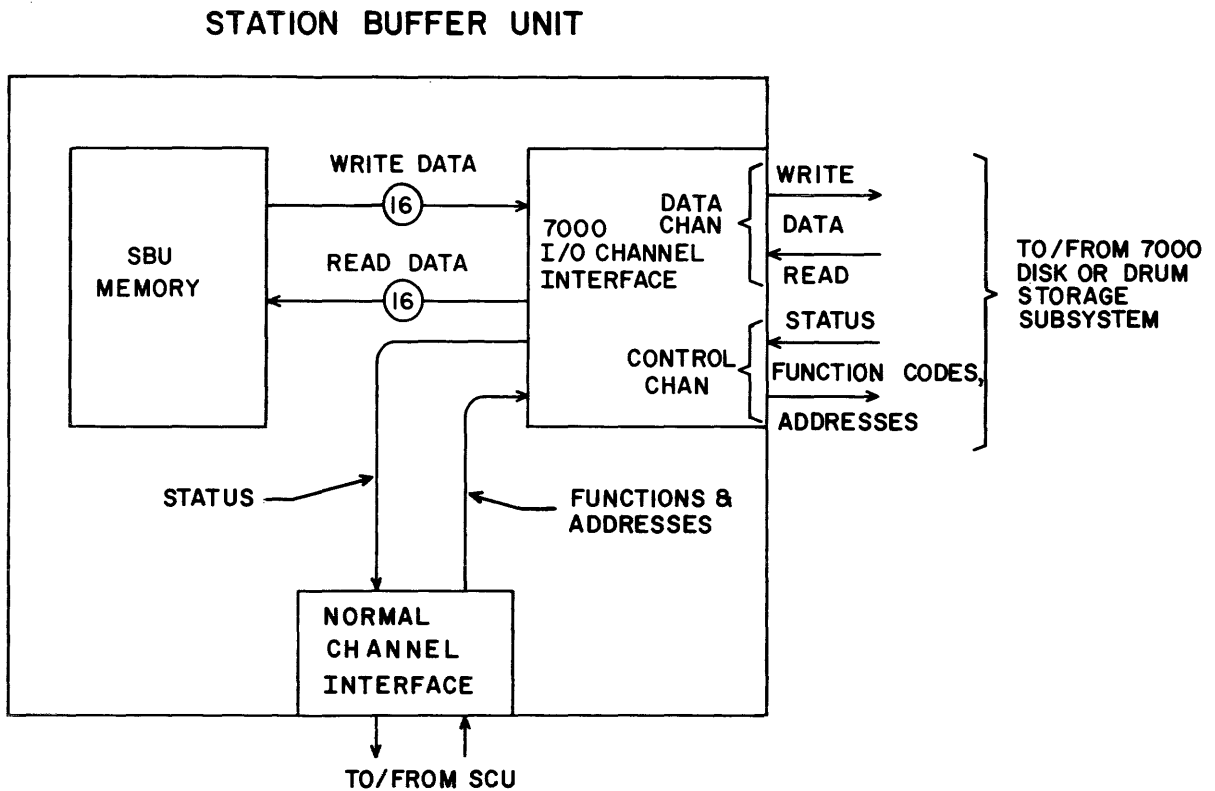 STATION BUFFER UNIT
SBU
MEMORY
WRITE DATA
16
READ DATA
16
7000
I/O CHANNEL
INTERFACE
DATA
CHAN
CONTROL
CHAN
WRITE
DATA
READ
STATUS
FUNCTION CODES,
ADDRESSES
TO/FROM 7000
DISK OR DRUM
STORAGE
SUBSYSTEM
STATUS
FUNCTIONS &
ADDRESSES
NORMAL
CHANNEL
INTERFACE
TO/FROM SCU